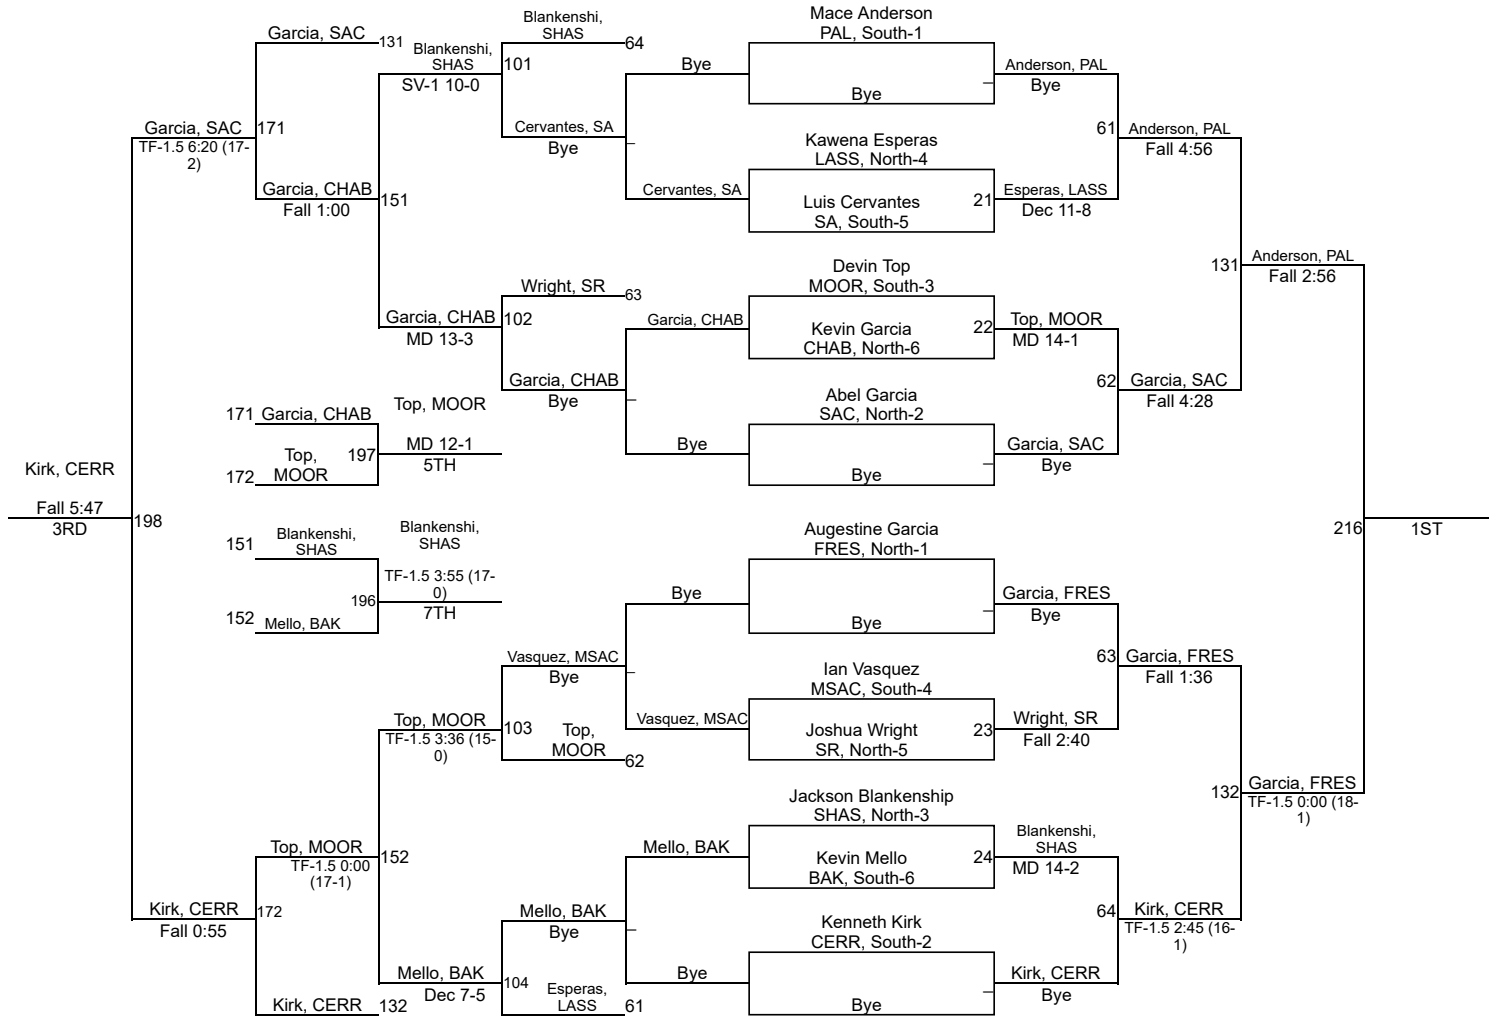 Mace Anderson
PAL, South-1
Bye
Kawena Esperas
LASS, North-4
Luis Cervantes
SA, South-5
Devin Top
MOOR, South-3
Kevin Garcia
CHAB, North-6
Abel Garcia
SAC, North-2
Bye
Augestine Garcia
FRES, North-1
Bye
Ian Vasquez
MSAC, South-4
Joshua Wright
SR, North-5
Jackson Blankenship
SHAS, North-3
Kevin Mello
BAK, South-6
Kenneth Kirk
CERR, South-2
Bye
Anderson, PAL
Bye
21
Esperas, LASS
Dec 11-8
22
Top, MOOR
MD 14-1
Garcia, SAC
Bye
Garcia, FRES
Bye
23
Wright, SR
Fall 2:40
24
Blankenshi,
SHAS
MD 14-2
Kirk, CERR
Bye
61
Anderson, PAL
Fall 4:56
62
Garcia, SAC
Fall 4:28
63
Garcia, FRES
Fall 1:36
64
Kirk, CERR
TF-1.5 2:45 (16-
1)
131
Anderson, PAL
Fall 2:56
132
Garcia, FRES
TF-1.5 0:00 (18-
1)
216
1ST
Bye
Cervantes, SA
Garcia, CHAB
Bye
Bye
Vasquez, MSAC
Mello, BAK
Bye
Blankenshi,
SHAS
64
Cervantes, SA
Bye
Wright, SR
63
Garcia, CHAB
Bye
Vasquez, MSAC
Bye
Top,
MOOR
62
Mello, BAK
Bye
Esperas,
LASS
61
Blankenshi,
SHAS
101
SV-1 10-0
Garcia, CHAB
102
MD 13-3
Top, MOOR
103
TF-1.5 3:36 (15-
0)
Mello, BAK
104
Dec 7-5
Garcia, SAC
131
Garcia, CHAB
151
Fall 1:00
Top, MOOR
152
TF-1.5 0:00
(17-1)
Kirk, CERR
132
Garcia, SAC
171
TF-1.5 6:20 (17-
2)
Kirk, CERR
172
Fall 0:55
Kirk, CERR
Fall 5:47
3RD
198
171
Garcia, CHAB
172
Top,
MOOR
197
Top, MOOR
MD 12-1
5TH
151
Blankenshi,
SHAS
152
Mello, BAK
196
Blankenshi,
SHAS
TF-1.5 3:55 (17-
0)
7TH